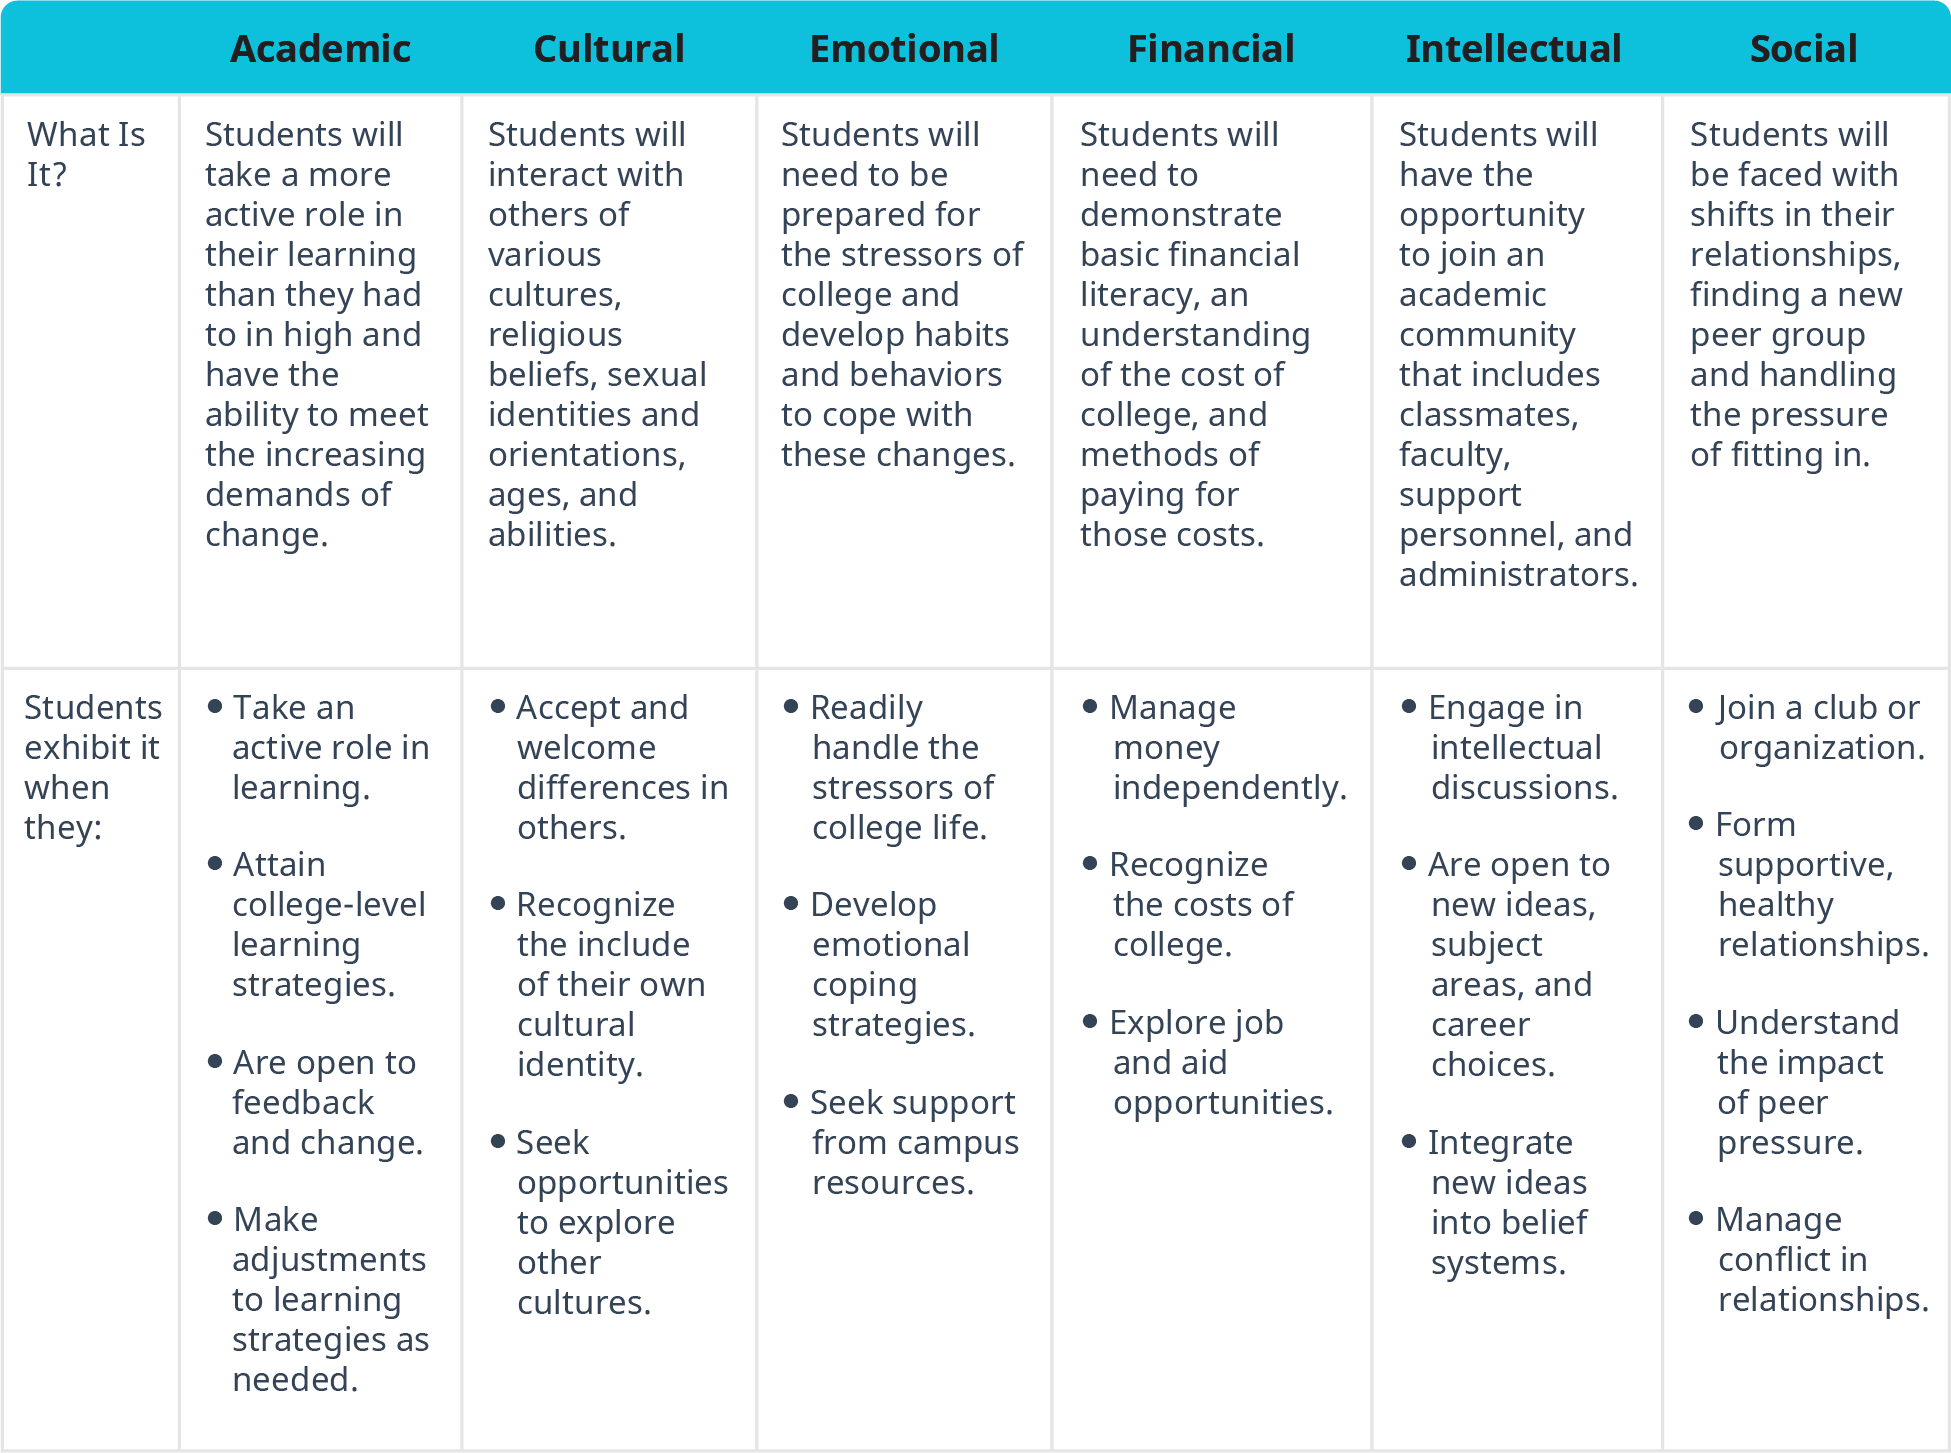 Academic
Cultural
Emotional
Financial
Intellectual
Social
What Is
It?
Students will
take a more
active role in
their learning
than they had
to in high and
have the
ability to meet
the increasing
demands of
change.
Students will
interact with
others of
various
cultures,
religious
beliefs, sexual
identities and
orientations,
ages, and
abilities.
Students will
need to be
prepared for
the stressors of
college and
develop habits
and behaviors
to cope with
these changes.
Students will
need to
demonstrate
basic financial
literacy, an
understanding
of the cost of
college, and
methods of
paying for
those costs.
Students will
have the
opportunity
to join an
academic
community
that includes
classmates,
faculty,
support
personnel, and
administrators.
Students will
be faced with
shifts in their
relationships,
finding a new
peer group
and handling
the pressure
of fitting in.
Students
exhibit it
when
they:
• Take an
active role in
learning.
• Attain
college-level
learning
strategies.
• Are open to
feedback
and change.
• Make
adjustments
to learning
strategies as
needed.
• Accept and
welcome
differences in
others.
• Recognize
the include
of their own
cultural
identity.
• Seek
opportunities
to explore
other
cultures.
• Readily
handle the
stressors of
college life.
• Develop
emotional
coping
strategies.
• Seek support
from campus
resources.
• Manage
money
independently.
• Recognize
the costs of
college.
• Explore job
and aid
opportunities.
• Engage in
intellectual
discussions.
• Are open to
new ideas,
subject
areas, and
career
choices.
• Integrate
new ideas
into belief
systems.
• Join a club or
organization.
• Form
supportive,
healthy
relationships.
• Understand
the impact
of peer
pressure.
• Manage
conflict in
relationships.